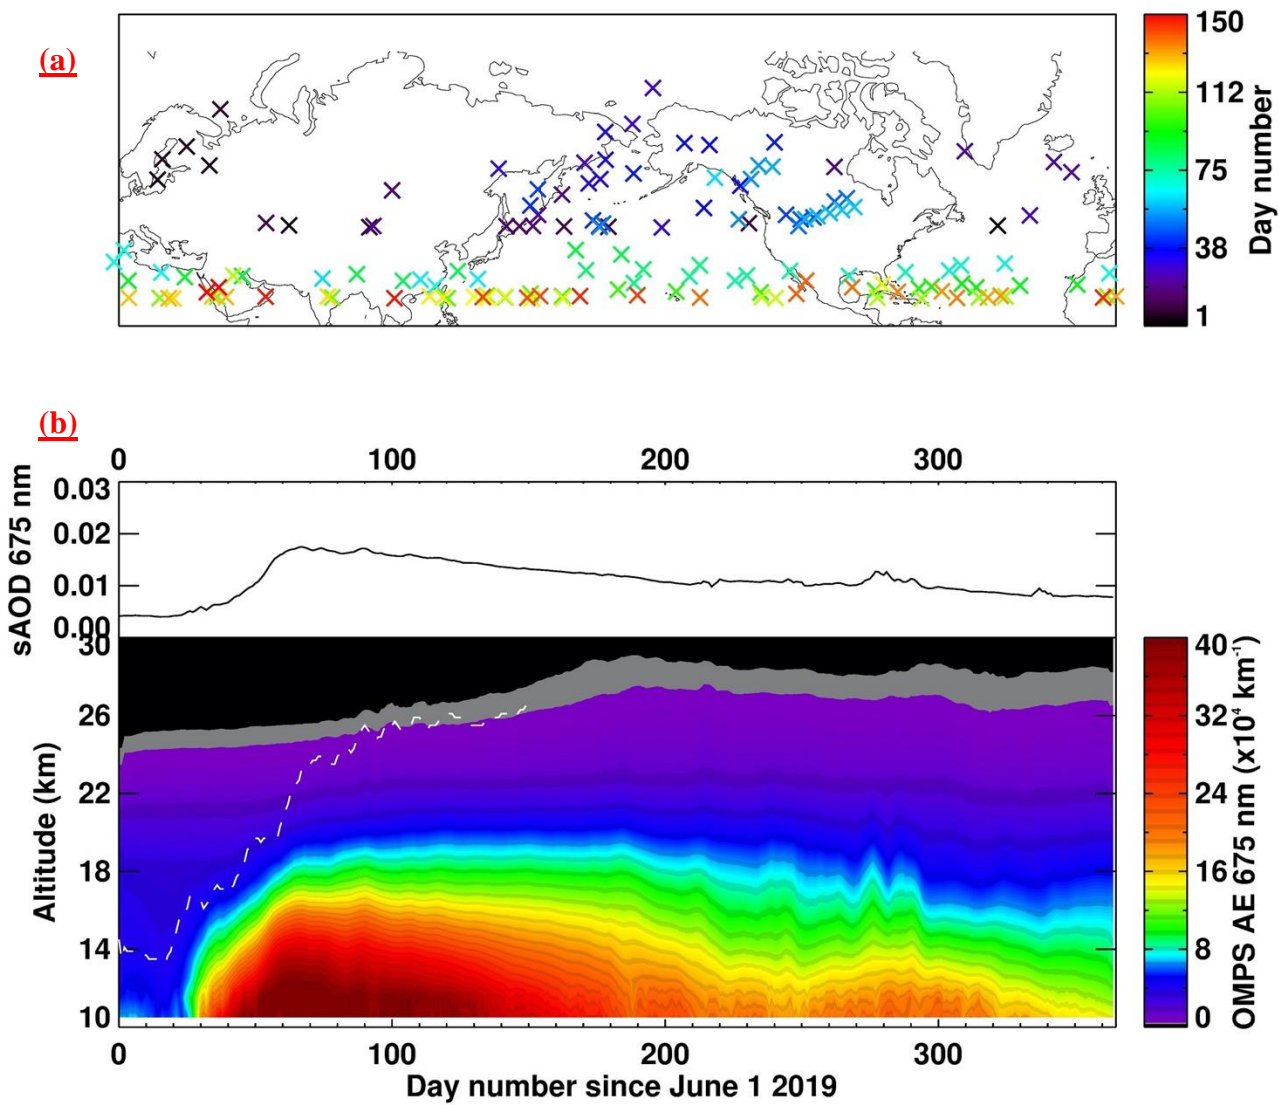 (a)
150
112
75
38
1
Day number
(b)
0 100 200 300
0.03
0.02
0.01
0.00
sAOD 675 nm
30
26
22
18
14
10
Altitude (km)
40
32
24
16
8
0
OMPS AE 675 nm (x10⁴ km⁻¹)
0 100 200 300
Day number since June 1 2019